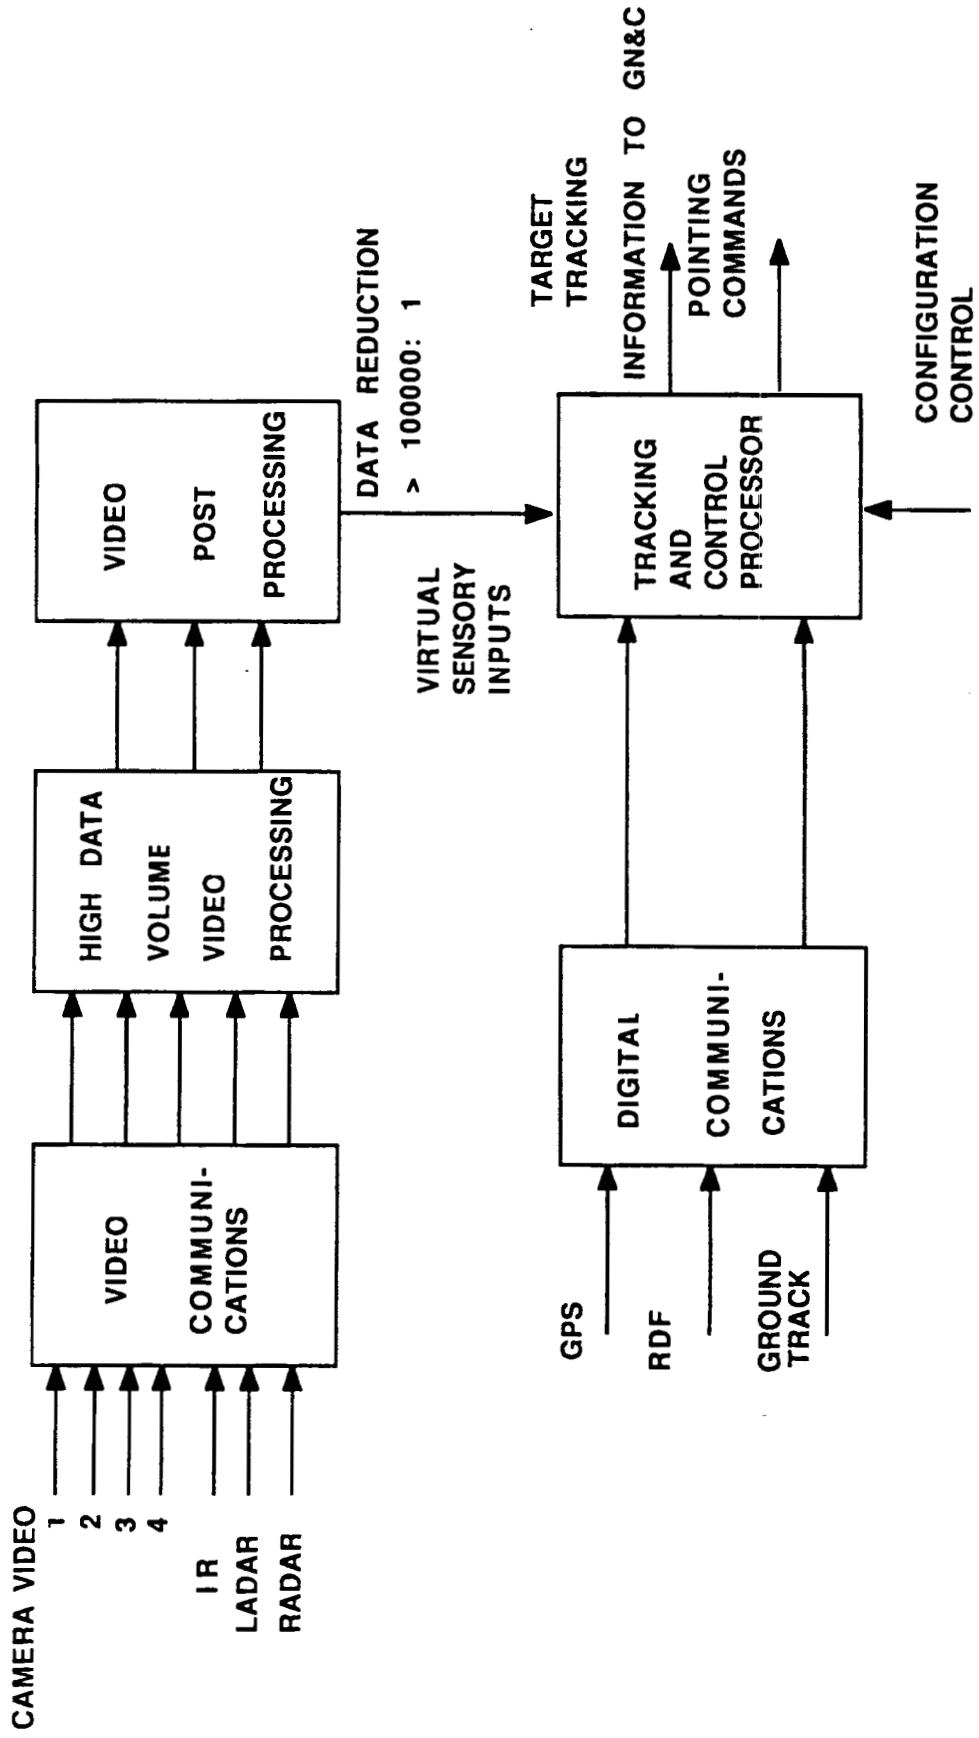 CAMERA VIDEO
1
2
3
4
IR
LADAR
RADAR
VIDEO
COMMUNI-
CATIONS
HIGH DATA
VOLUME
VIDEO
PROCESSING
VIDEO
POST
PROCESSING
DATA REDUCTION
> 100000: 1
VIRTUAL
SENSORY
INPUTS
GPS
RDF
GROUND
TRACK
DIGITAL
COMMUNI-
CATIONS
TRACKING
AND
CONTROL
PROCESSOR
TARGET
TRACKING
INFORMATION TO GN&C
POINTING
COMMANDS
CONFIGURATION
CONTROL